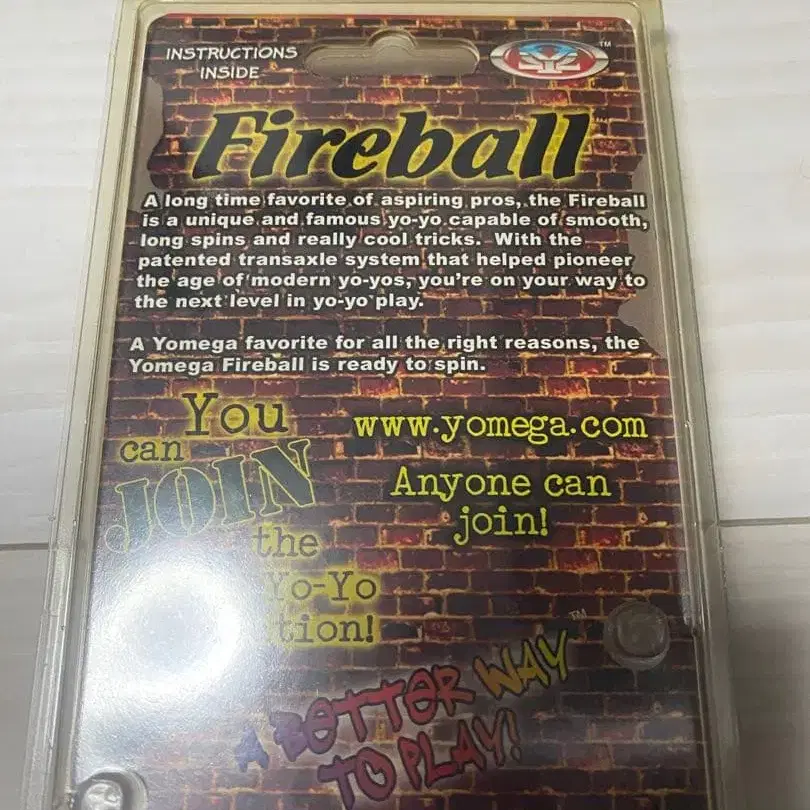 INSTRUCTIONS
INSIDE
TM
Fireball
A long time favorite of aspiring pros, the Fireball
is a unique and famous yo-yo capable of smooth,
long spins and really cool tricks. With the
patented transaxle system that helped pioneer
the age of modern yo-yos, you're on your way to
the next level in yo-yo play.
A Yomega favorite for all the right reasons, the
Yomega Fireball is ready to spin.
You
can
JOIN
the
Yo-Yo
tion!
www.yomega.com
Anyone can
join!
A BETTER WAY
TO PLAY!
TM